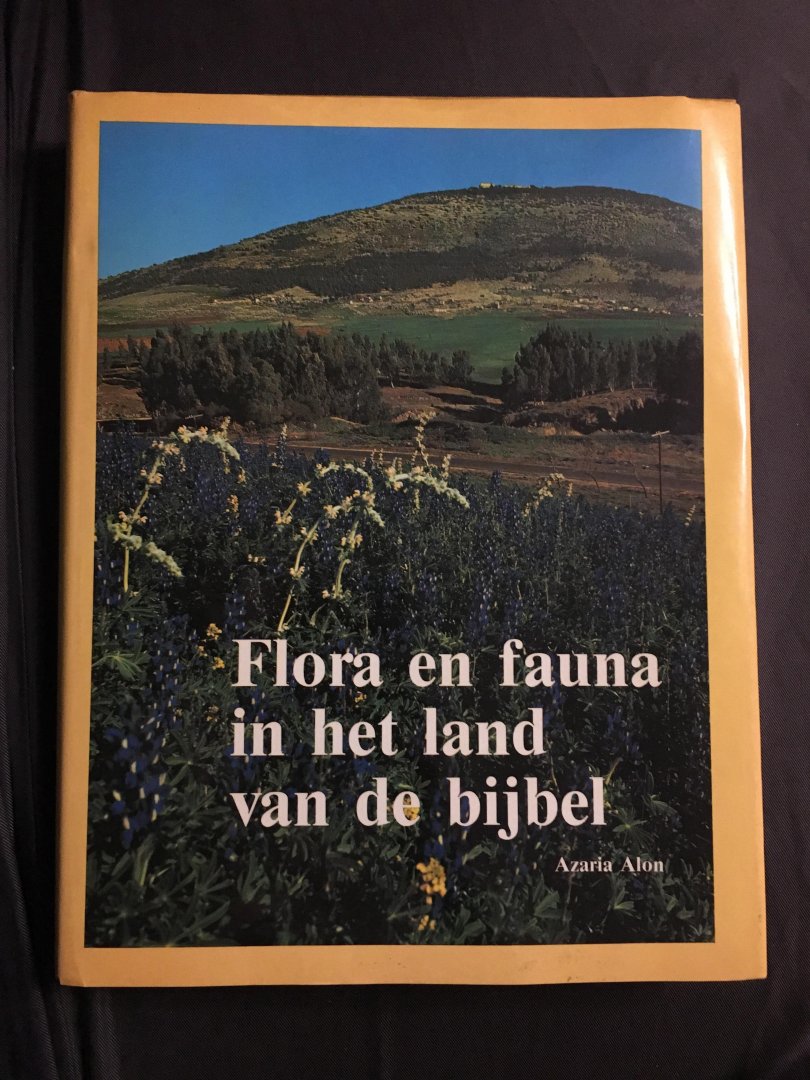 Flora en fauna
in het land
van de bijbel
Azaria Alon